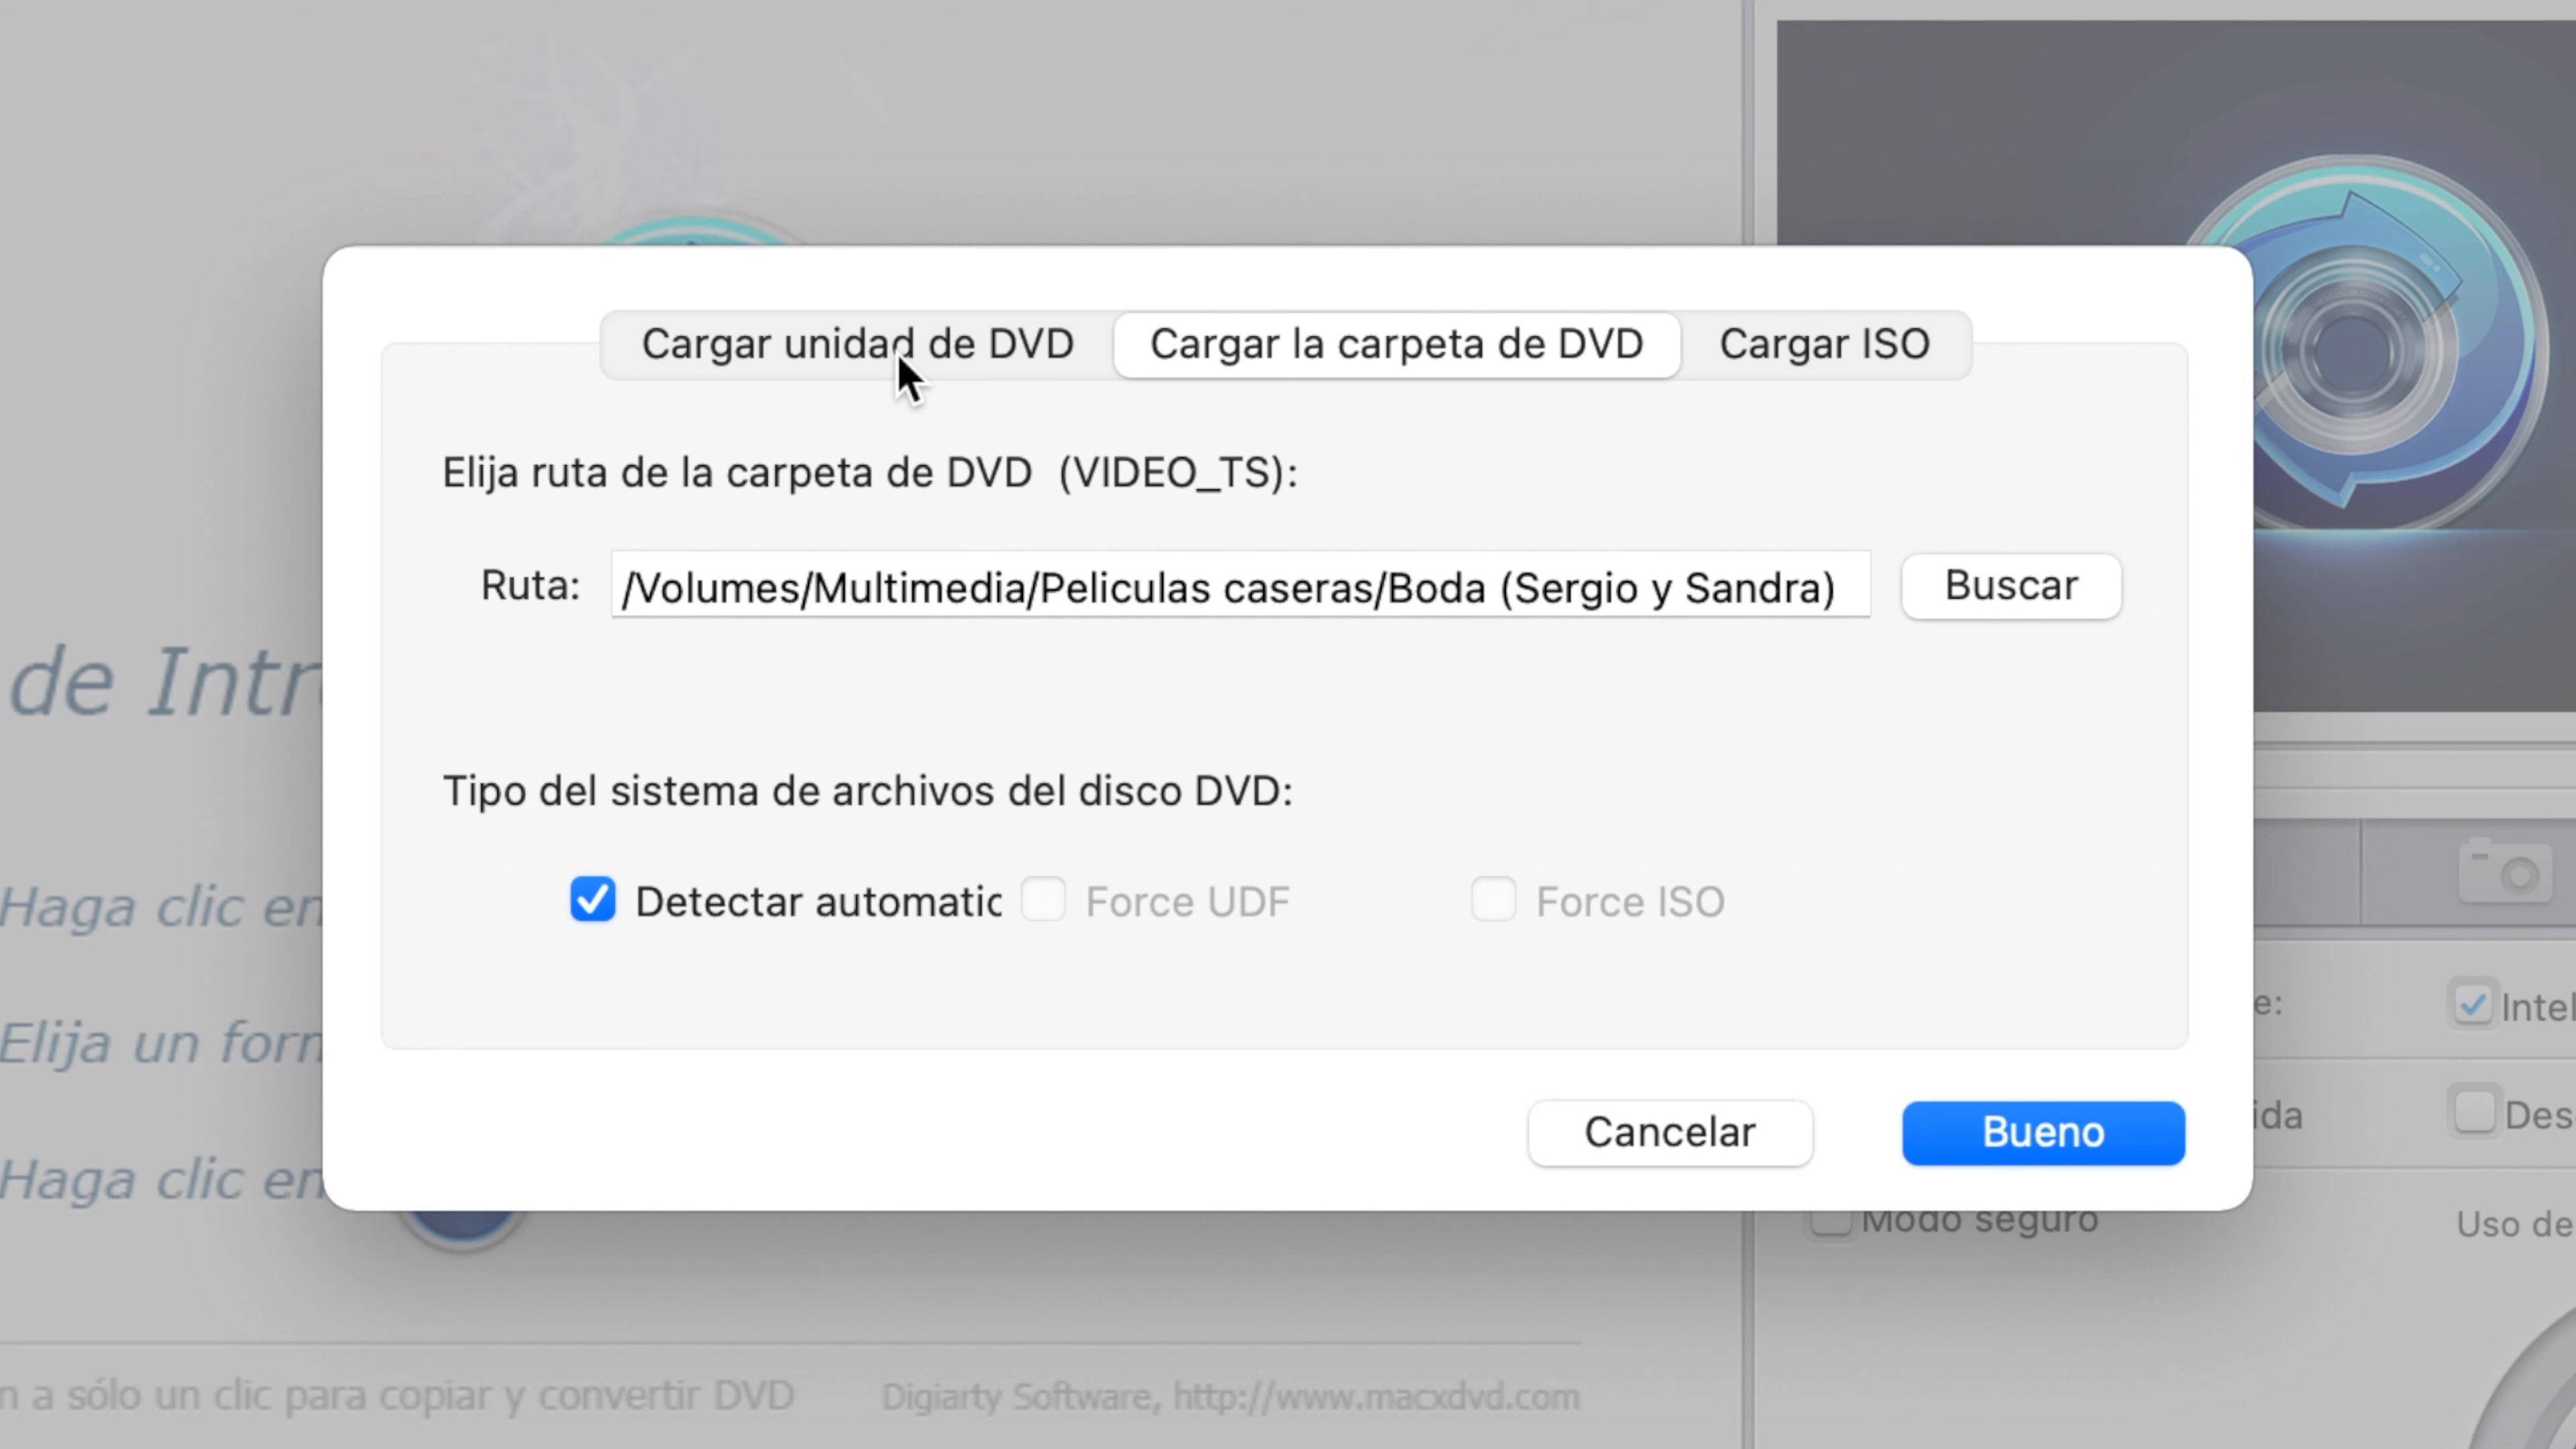 Cargar unidad de DVD
Cargar la carpeta de DVD
Cargar ISO
Elija ruta de la carpeta de DVD (VIDEO_TS):
Ruta: /Volumes/Multimedia/Peliculas caseras/Boda (Sergio y Sandra)
Buscar
de Intr
Tipo del sistema de archivos del disco DVD:
Detectar automatic
Force UDF
Force ISO
Haga clic en
Elija un for
e:
Intel
Cancelar
Bueno
ida
Des
Haga clic en
Modo seguro
Uso de
n a sólo un clic para copiar y convertir DVD
Digiarty Software, http://www.macxdvd.com